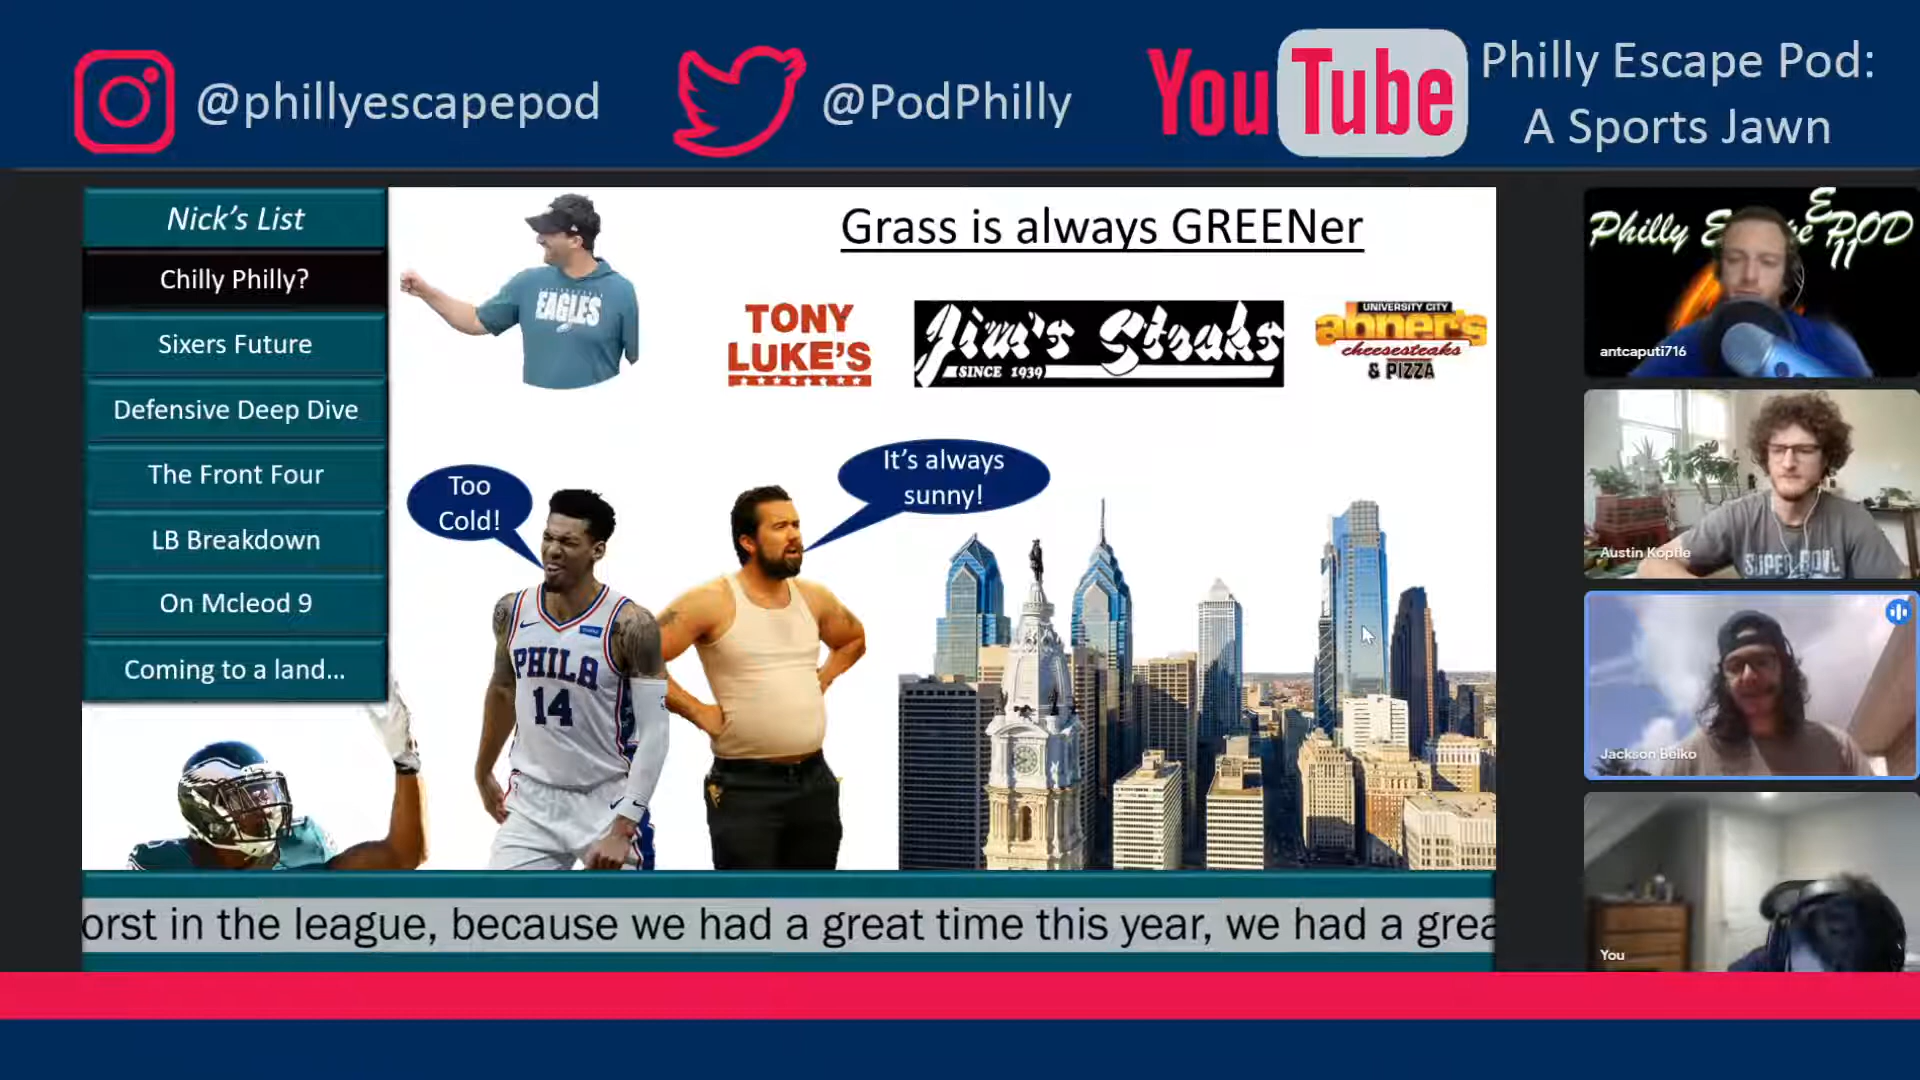 @phillyescapepod
@PodPhilly
YouTube
Philly Escape Pod:
A Sports Jawn
Nick's List
Chilly Philly?
Sixers Future
Defensive Deep Dive
The Front Four
LB Breakdown
On Mcleod 9
Coming to a land...
Grass is always GREENer
EAGLES
TONY
LUKE'S
Jim's Steaks
SINCE 1939
UNIVERSITY CITY
abner's
cheesesteaks
& PIZZA
Too
Cold!
It's always
sunny!
PHILA
14
orst in the league, because we had a great time this year, we had a grea
Philly
POD
antcaputi716
SUPER BOWL
Austin Kopfle
Jackson Belko
You